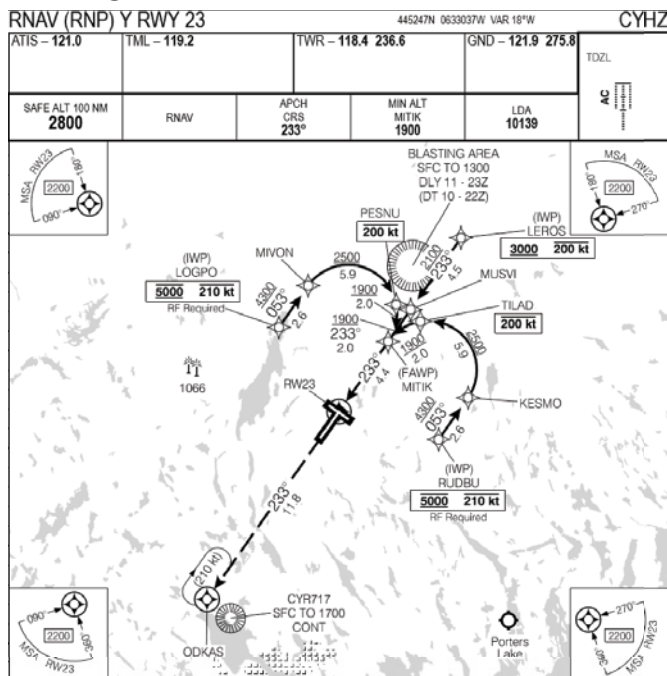 RNAV (RNP) Y RWY 23
445247N 0633037W VAR 18°W
CYHZ
ATIS – 121.0
TML – 119.2
TWR – 118.4 236.6
GND – 121.9 275.8
TDZL
AC
SAFE ALT 100 NM
2800
RNAV
APCH
CRS
233°
MIN ALT
MITIK
1900
LDA
10139
MSA RW23
180°
2200
090°
BLASTING AREA
SFC TO 1300
DLY 11 - 23Z
(DT 10 - 22Z)
MSA RW23
180°
2200
270°
PESNU
200 kt
(IWP)
LEROS
3000 200 kt
2100
233°
4.5
MIVON
2500
5.9
(IWP)
LOGPO
5000 210 kt
RF Required
4300
053°
2.6
MUSVI
1900
2.0
TILAD
200 kt
1900
233°
2.0
1900
2.0
2500
5.9
(FAWP)
MITIK
1066
233°
4.4
RW23
KESMO
4300
053°
2.6
(IWP)
RUDBU
5000 210 kt
RF Required
233°
11.8
(210 kt)
CYR717
SFC TO 1700
CONT
ODKAS
Porters
Lake
090°
2200
360°
MSA RW23
270°
2200
360°
MSA RW23